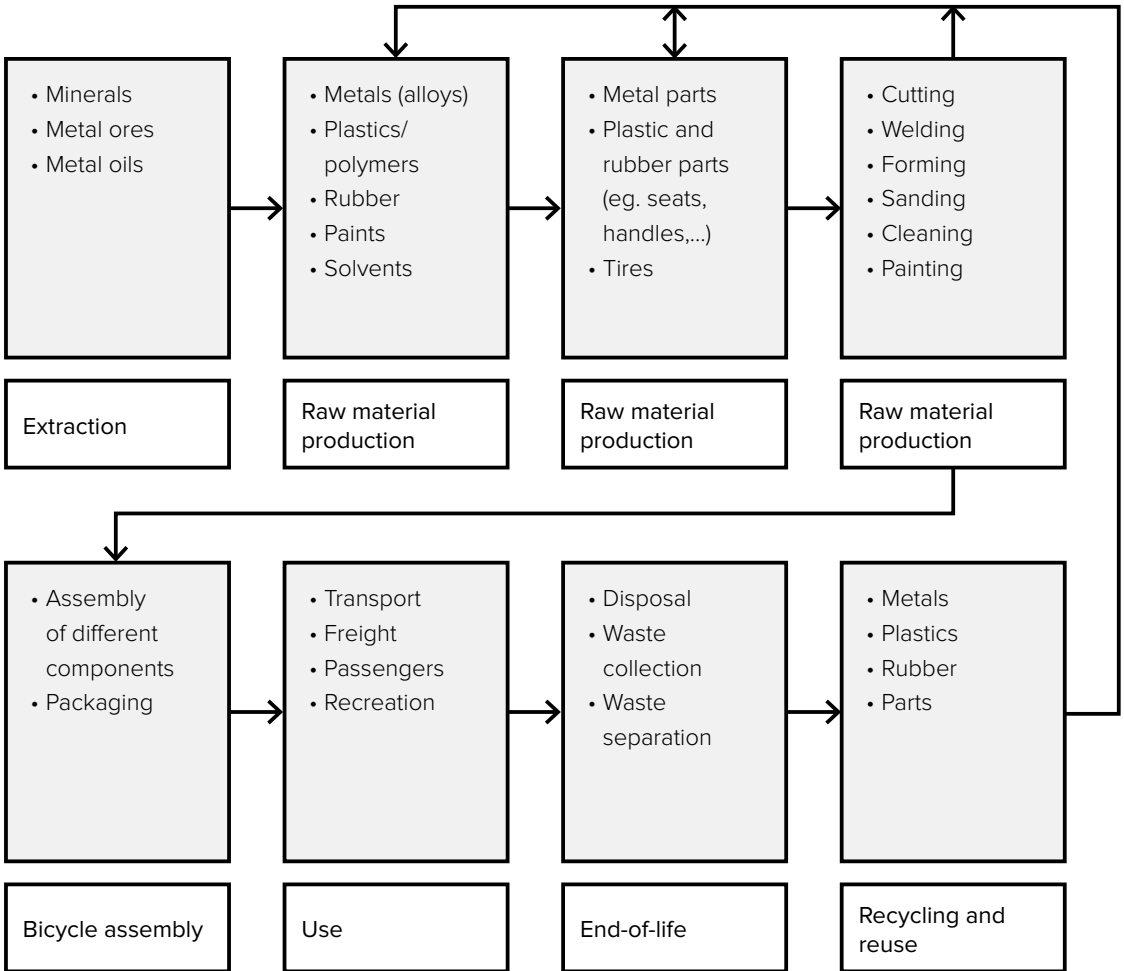 • Minerals
• Metal ores
• Metal oils
• Metals (alloys)
• Plastics/
polymers
• Rubber
• Paints
• Solvents
• Metal parts
• Plastic and
rubber parts
(eg. seats,
handles,...)
• Tires
• Cutting
• Welding
• Forming
• Sanding
• Cleaning
• Painting
Extraction
Raw material
production
Raw material
production
Raw material
production
• Assembly
of different
components
• Packaging
• Transport
• Freight
• Passengers
• Recreation
• Disposal
• Waste
collection
• Waste
separation
• Metals
• Plastics
• Rubber
• Parts
Bicycle assembly
Use
End-of-life
Recycling and
reuse